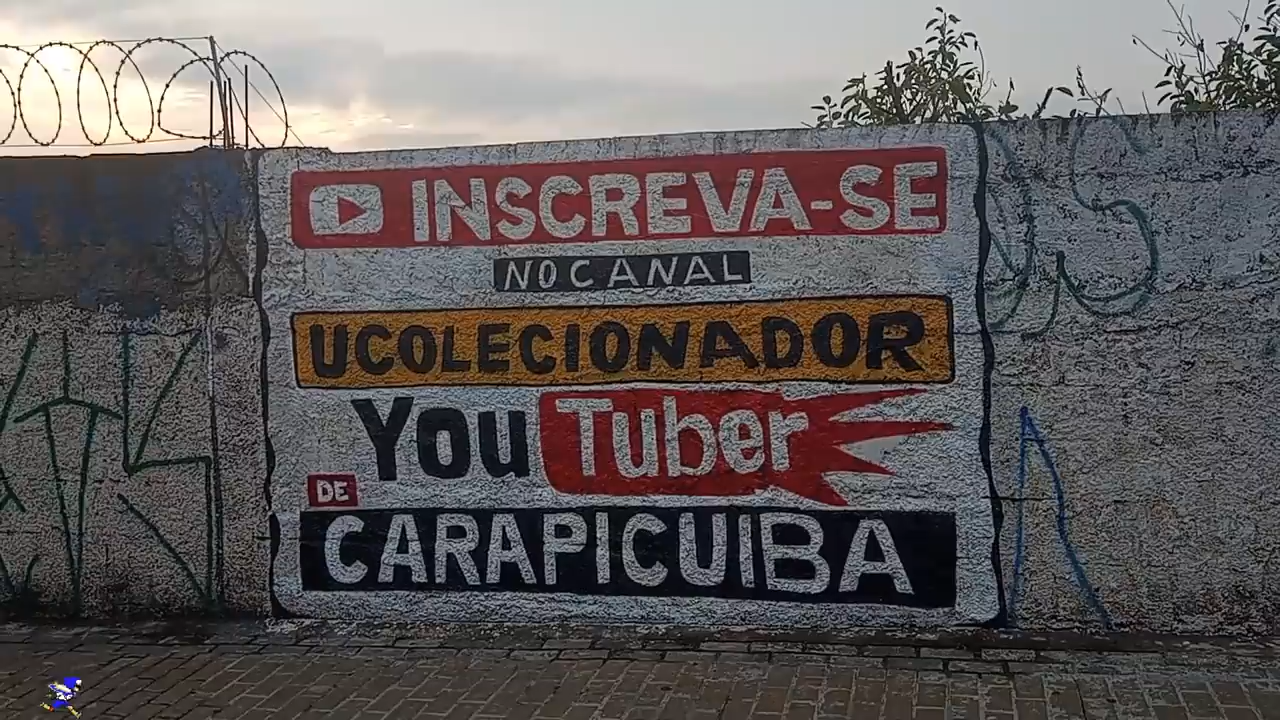 INSCREVA-SE
NO CANAL
UCOLECIONADOR
YouTuber
DE
CARAPICUIBA